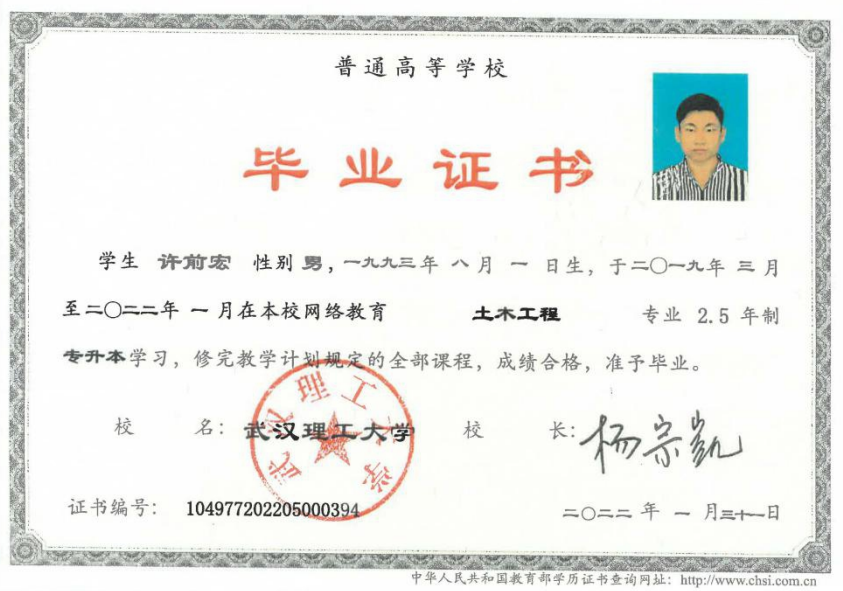 普通高等学校
毕业证书
学生 许前宏 性别 男，一九九三年 八 月 一 日生，于二〇一九年 三 月
至二〇二二年 一 月在本校网络教育 土木工程 专业 2.5 年制
专升本学习，修完教学计划规定的全部课程，成绩合格，准予毕业。
校 名：武汉理工大学 校 长：杨宗凯
武汉理工大学
证书编号： 104977202205000394 二〇二二 年 一 月三十一日
中华人民共和国教育部学历证书查询网址：http://www.chsi.com.cn